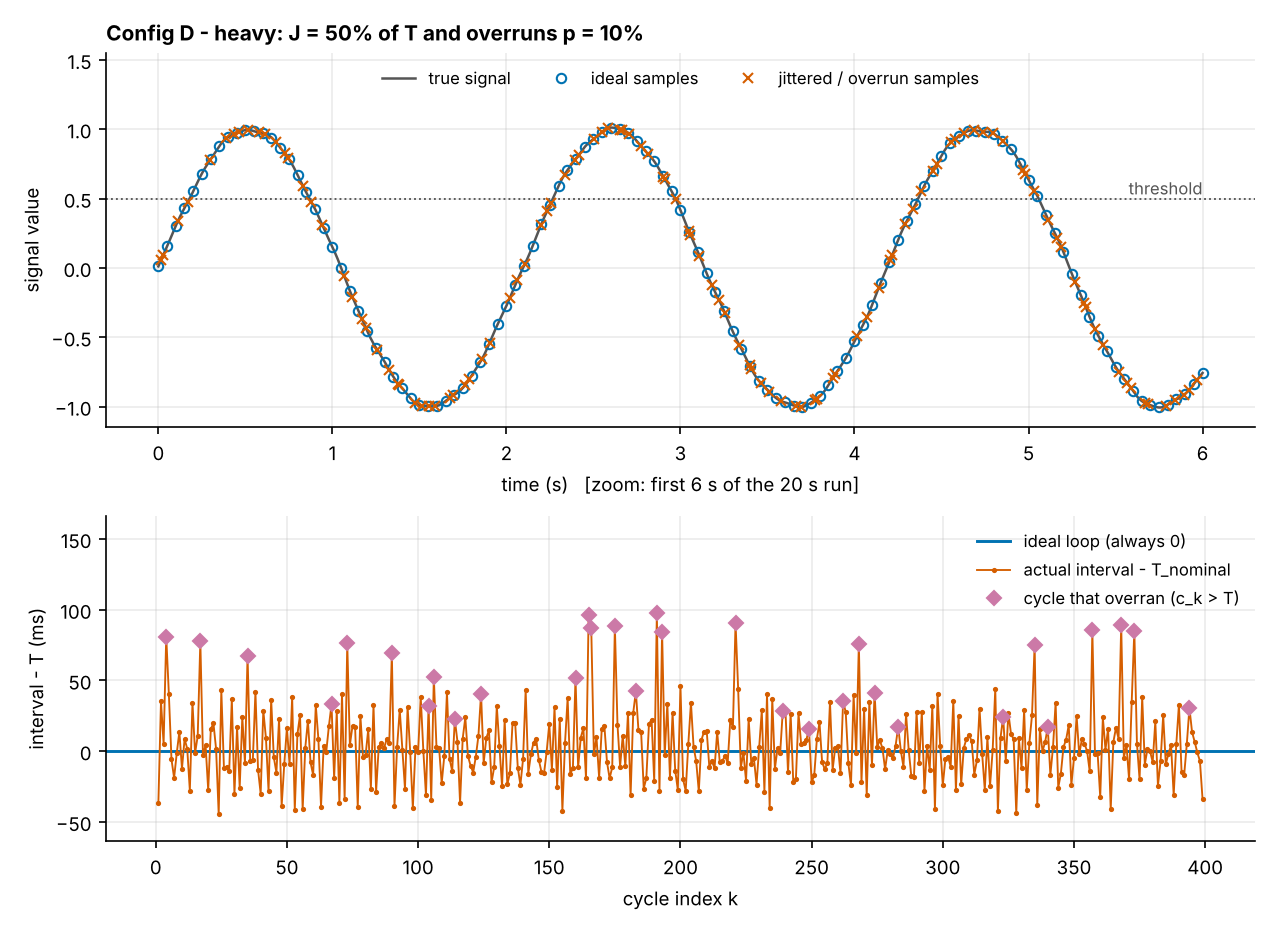 Config D - heavy: J = 50% of T and overruns p = 10%
true signal
ideal samples
jittered / overrun samples
threshold
signal value
1.5
1.0
0.5
0.0
−0.5
−1.0
0 1 2 3 4 5 6
time (s) [zoom: first 6 s of the 20 s run]
ideal loop (always 0)
actual interval - T_nominal
cycle that overran (c_k > T)
interval - T (ms)
150
100
50
0
−50
0 50 100 150 200 250 300 350 400
cycle index k